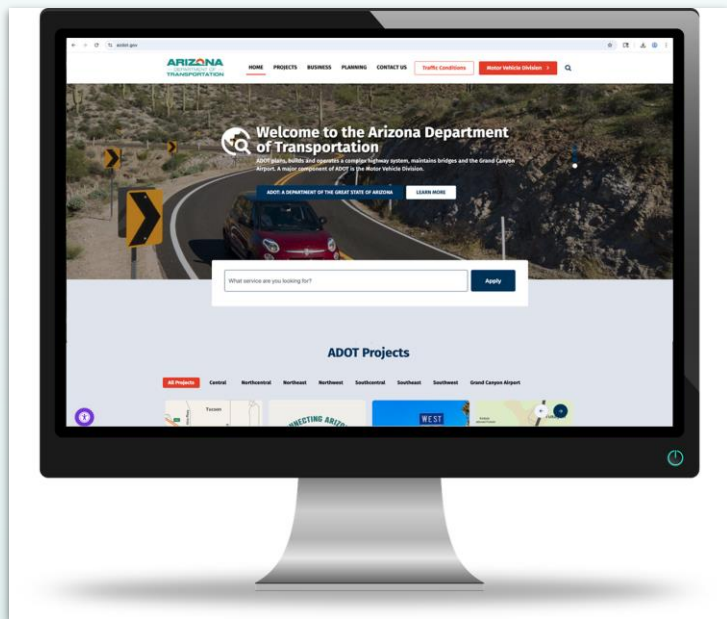 azdot.gov
ARIZONA
DEPARTMENT OF
TRANSPORTATION
HOME PROJECTS BUSINESS PLANNING CONTACT US Traffic Conditions Motor Vehicle Division
Welcome to the Arizona Department
of Transportation
ADOT plans, builds and operates a complex highway system, maintains bridges and the Grand Canyon
Airport. A major component of ADOT is the Motor Vehicle Division.
ADOT: A DEPARTMENT OF THE GREAT STATE OF ARIZONA LEARN MORE
What service are you looking for? Apply
ADOT Projects
All Projects Central Northcentral Northeast Northwest Southcentral Southeast Southwest Grand Canyon Airport
Tucson
WEST